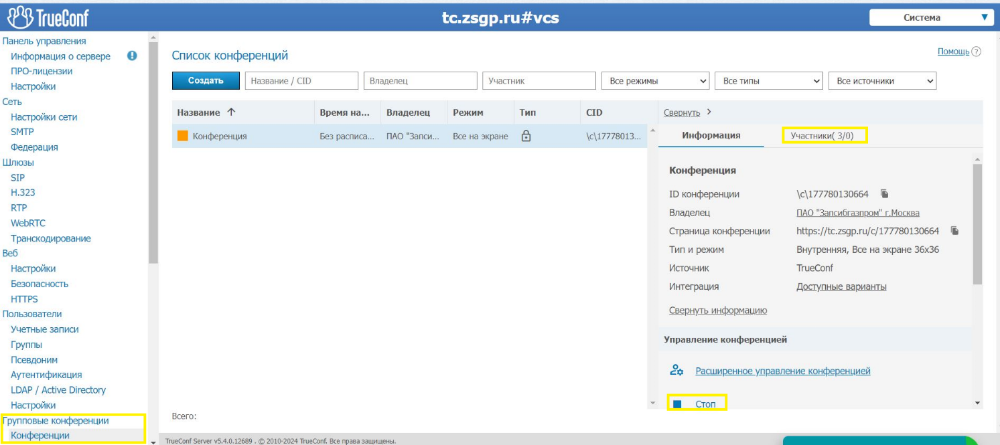 TrueConf
tc.zsgp.ru#vcs
Система
Панель управления
Информация о сервере
ПРО-лицензии
Настройки
Сеть
Настройки сети
SMTP
Федерация
Шлюзы
SIP
H.323
RTP
WebRTC
Транскодирование
Веб
Настройки
Безопасность
HTTPS
Пользователи
Учетные записи
Группы
Псевдоним
Аутентификация
LDAP / Active Directory
Настройки
Групповые конференции
Конференции
Список конференций
Помощь ?
Создать Название / CID Владелец Участник Все режимы Все типы Все источники
Название ↑ Время на... Владелец Режим Тип CID
Конференция Без расписа... ПАО "Запси... Все на экране \c\17778013...
Свернуть >
Информация Участники( 3/0)
Конференция
ID конференции \c\177780130664
Владелец ПАО "Запсибгазпром" г.Москва
Страница конференции https://tc.zsgp.ru/c/177780130664
Тип и режим Внутренняя, Все на экране 36x36
Источник TrueConf
Интеграция Доступные варианты
Свернуть информацию
Управление конференцией
Расширенное управление конференцией
Стоп
Всего:
TrueConf Server v5.4.0.12689 . © 2010-2024 TrueConf. Все права защищены.